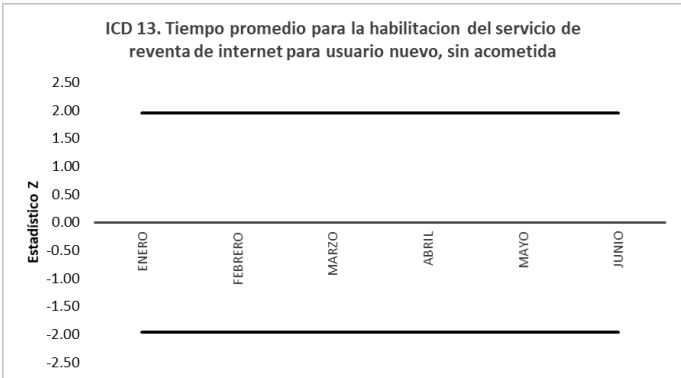 ICD 13. Tiempo promedio para la habilitacion del servicio de
reventa de internet para usuario nuevo, sin acometida
2.50
2.00
1.50
1.00
0.50
0.00
-0.50
-1.00
-1.50
-2.00
-2.50
Estadístico Z
ENERO
FEBRERO
MARZO
ABRIL
MAYO
JUNIO